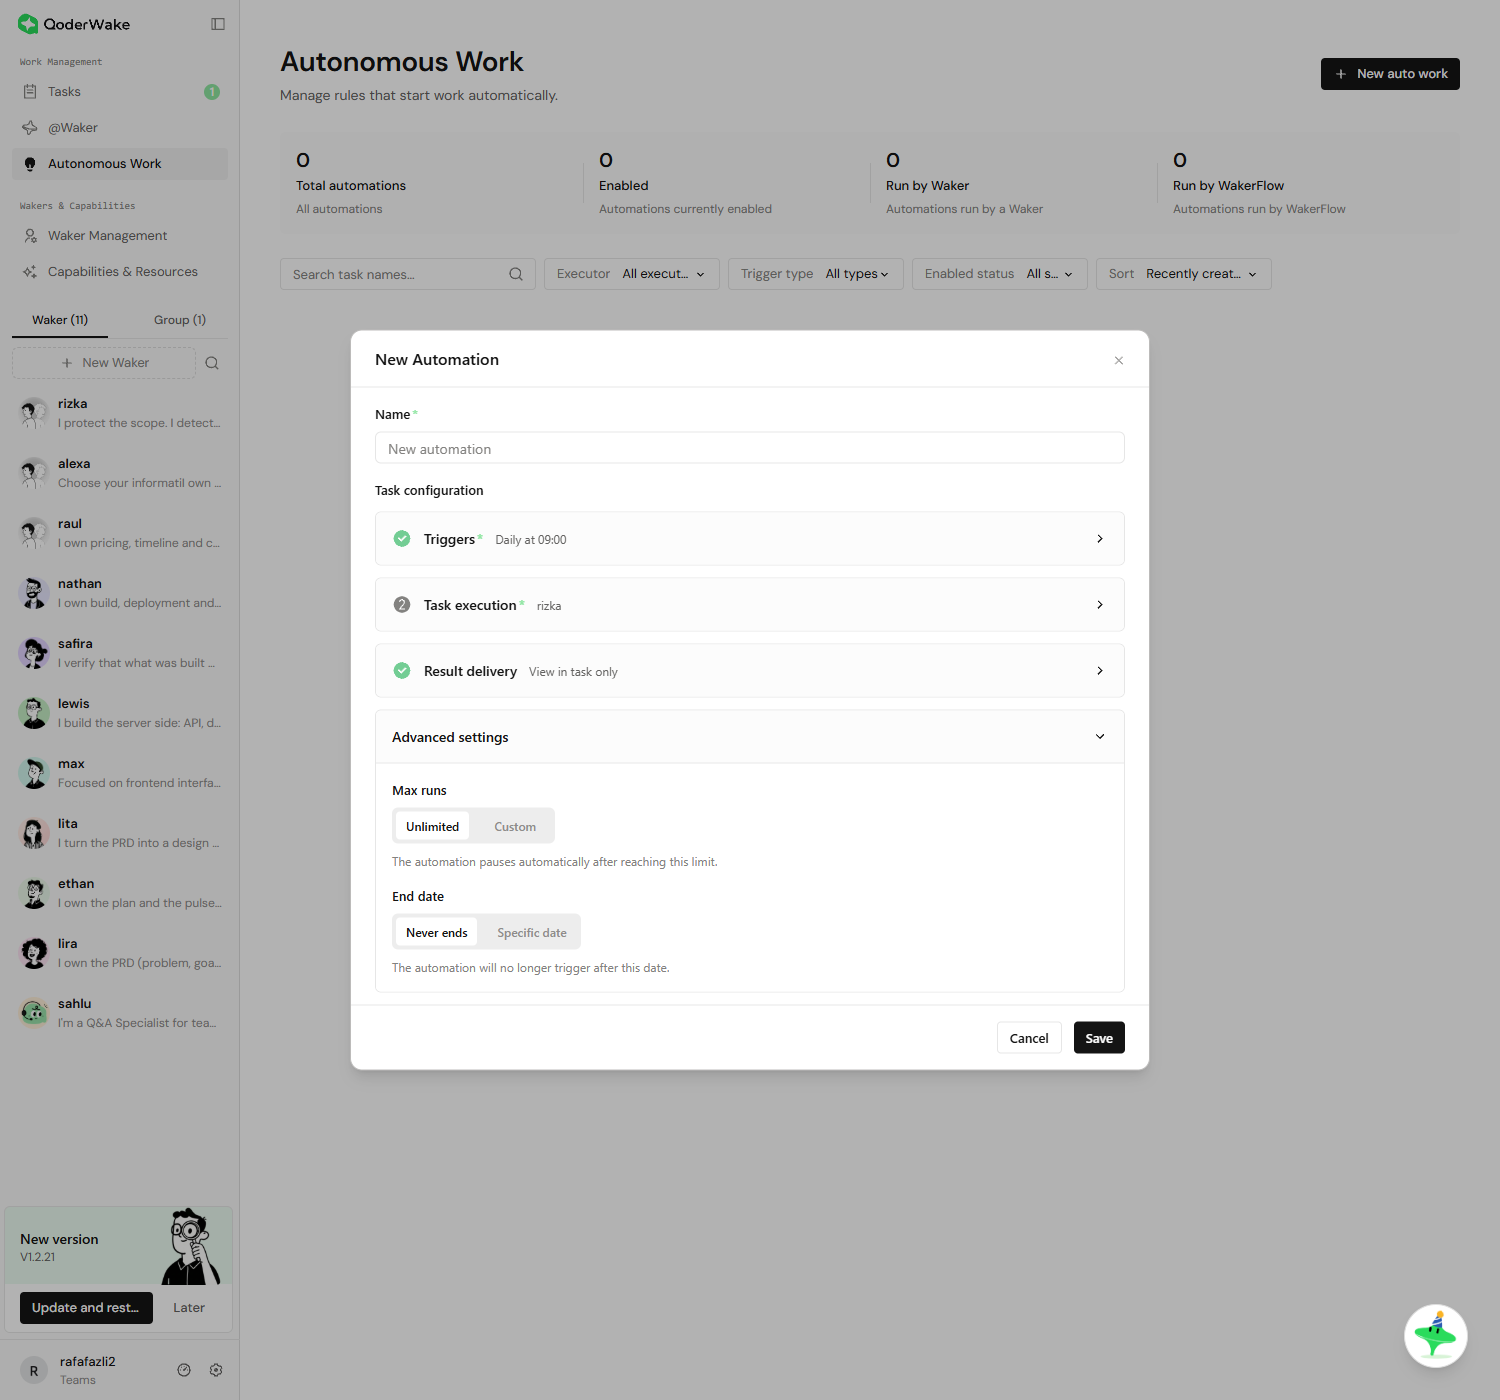 QoderWake
Work Management
Tasks
1
@Waker
Autonomous Work
Wakers & Capabilities
Waker Management
Capabilities & Resources
Waker (11)
Group (1)
New Waker
rizka
I protect the scope. I detect...
alexa
Choose your informatil own ...
raul
I own pricing, timeline and c...
nathan
I own build, deployment and...
safira
I verify that what was built ...
lewis
I build the server side: API, d...
max
Focused on frontend interfa...
lita
I turn the PRD into a design ...
ethan
I own the plan and the pulse...
lira
I own the PRD (problem, goa...
sahlu
I'm a Q&A Specialist for tea...
New version
V1.2.21
Update and rest...
Later
R
rafafazli2
Teams
Autonomous Work
Manage rules that start work automatically.
New auto work
0
Total automations
All automations
0
Enabled
Automations currently enabled
0
Run by Waker
Automations run by a Waker
0
Run by WakerFlow
Automations run by WakerFlow
Search task names...
Executor All execut...
Trigger type All types
Enabled status All s...
Sort Recently creat...
New Automation
Name*
New automation
Task configuration
Triggers* Daily at 09:00
2 Task execution* rizka
Result delivery View in task only
Advanced settings
Max runs
Unlimited Custom
The automation pauses automatically after reaching this limit.
End date
Never ends Specific date
The automation will no longer trigger after this date.
Cancel
Save